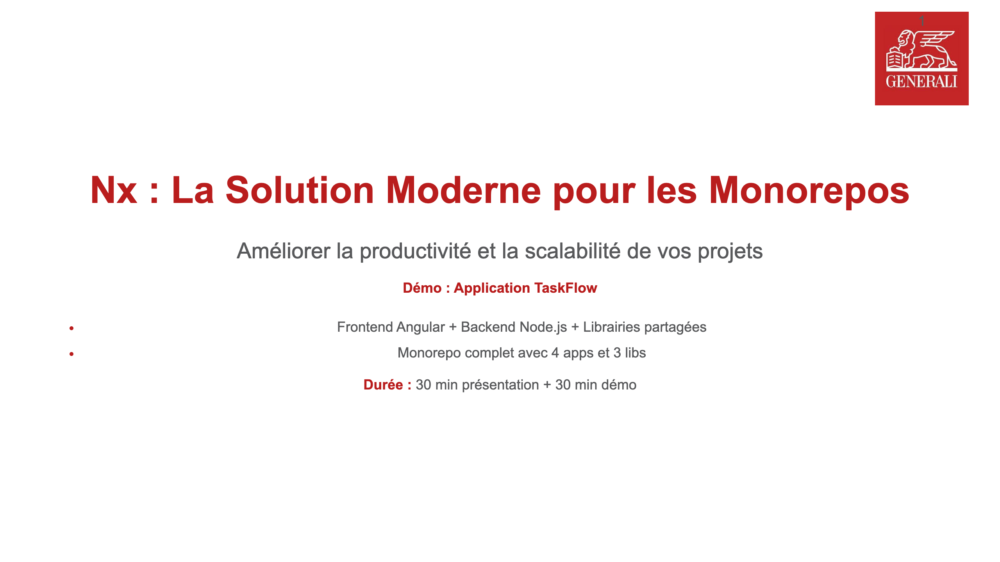 1
GENERALI
Nx : La Solution Moderne pour les Monorepos
Améliorer la productivité et la scalabilité de vos projets
Démo : Application TaskFlow
• Frontend Angular + Backend Node.js + Librairies partagées
• Monorepo complet avec 4 apps et 3 libs
Durée : 30 min présentation + 30 min démo